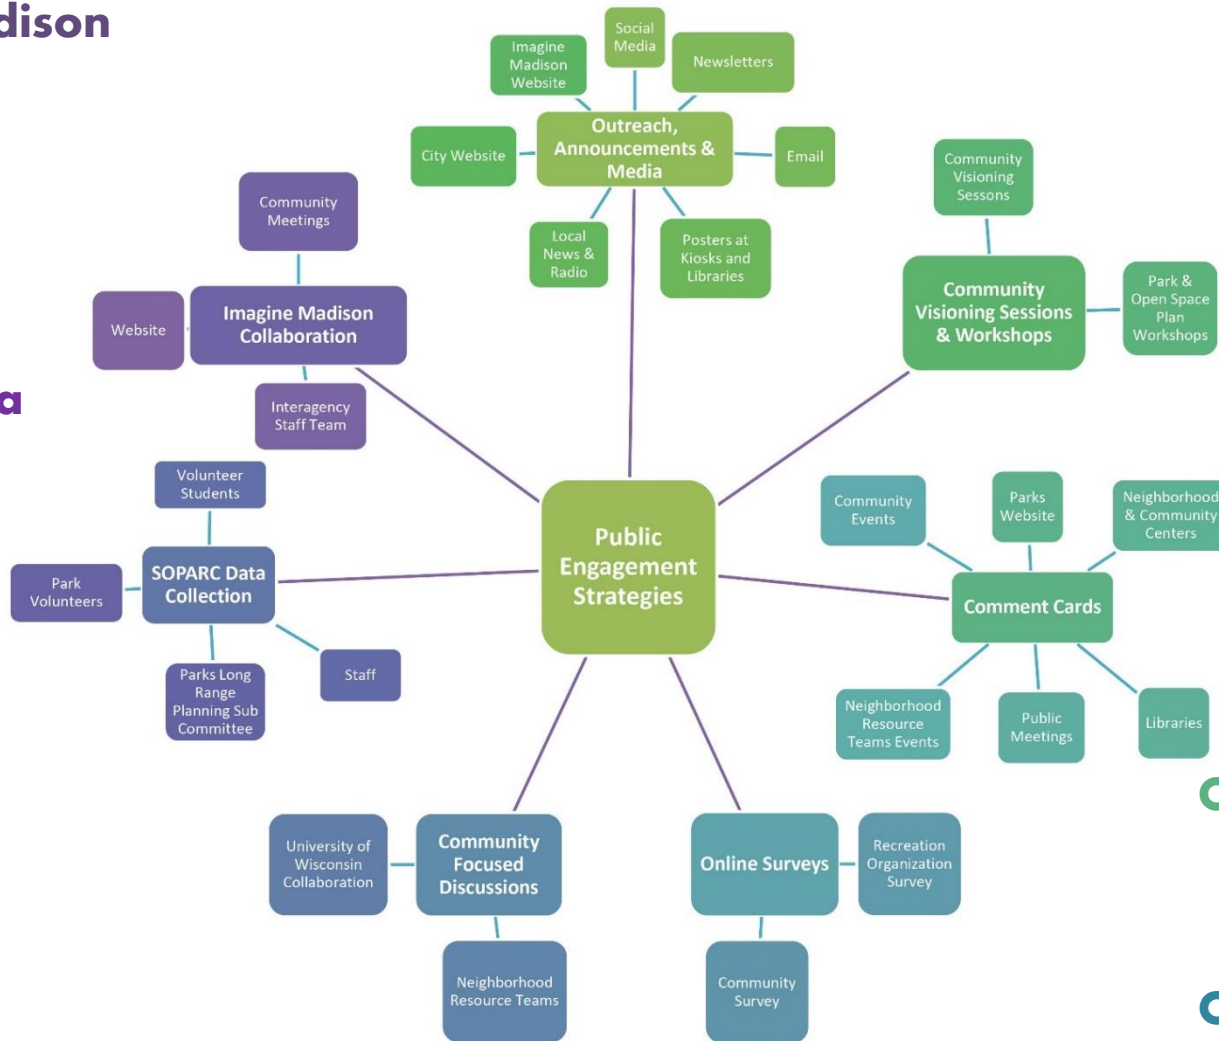 dison
Social
Media
Imagine
Madison
Website
Newsletters
Outreach,
Announcements &
Media
City Website
Email
Local
News &
Radio
Posters at
Kiosks and
Libraries
Community
Visioning
Sessons
Community
Visioning Sessions
& Workshops
Park &
Open Space
Plan
Workshops
Community
Meetings
Imagine Madison
Collaboration
Website
Interagency
Staff Team
a
Volunteer
Students
SOPARC Data
Collection
Park
Volunteers
Parks Long
Range
Planning Sub
Committee
Staff
Public
Engagement
Strategies
Community
Events
Parks
Website
Neighborhood
& Community
Centers
Comment Cards
Neighborhood
Resource
Teams Events
Public
Meetings
Libraries
University of
Wisconsin
Collaboration
Community
Focused
Discussions
Neighborhood
Resource Teams
Online Surveys
Recreation
Organization
Survey
Community
Survey